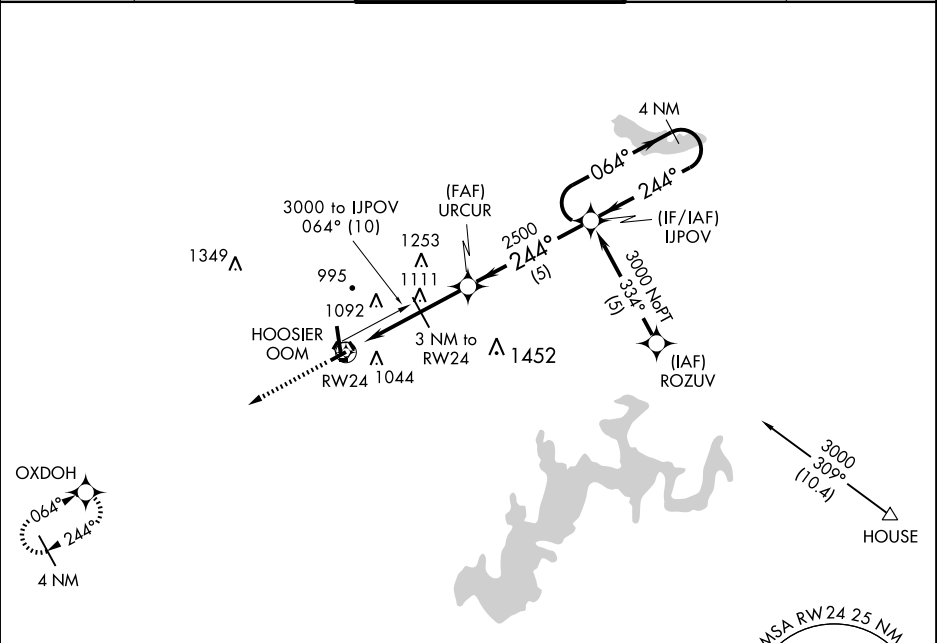 4 NM
064°
244°
(IF/IAF)
IJPOV
(FAF)
URCUR
3000 to IJPOV
064° (10)
2500
244°
(5)
1253
1349
995
1111
1092
3000 NoPT
334°
(5)
HOOSIER
OOM
3 NM to
RW24
1452
RW24
1044
(IAF)
ROZUV
3000
309°
(10.4)
HOUSE
OXDOH
064°
244°
4 NM
MSA RW24 25 NM